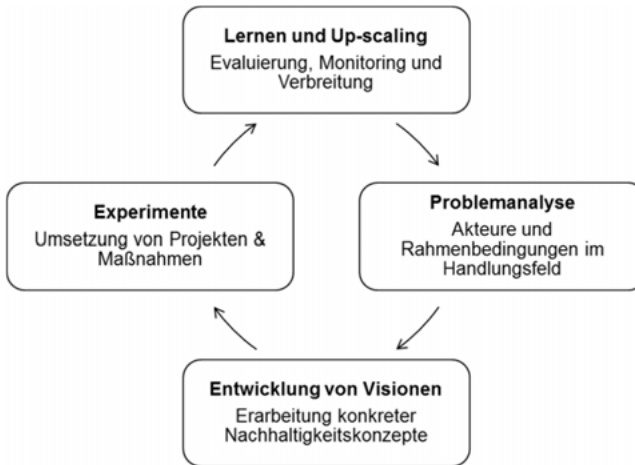 Lernen und Up-scaling
Evaluierung, Monitoring und
Verbreitung
Experimente
Umsetzung von Projekten &
Maßnahmen
Problemanalyse
Akteure und
Rahmenbedingungen im
Handlungsfeld
Entwicklung von Visionen
Erarbeitung konkreter
Nachhaltigkeitskonzepte